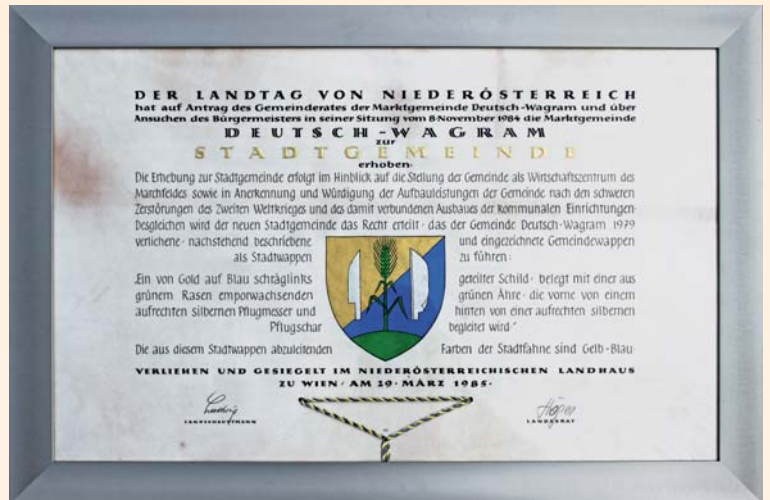 DER LANDTAG VON NIEDERÖSTERREICH
hat auf Antrag des Gemeinderates der Marktgemeinde Deutsch-Wagram und über
Ansuchen des Bürgermeisters in seiner Sitzung vom 8·November 1984 die Marktgemeinde
DEUTSCH-WAGRAM
zur
STADTGEMEINDE
erhoben·
Die Erhebung zur Stadtgemeinde erfolgt im Hinblick auf die Stellung der Gemeinde als Wirtschaftszentrum des
Marchfeldes sowie in Anerkennung und Würdigung der Aufbauleistungen der Gemeinde nach den schweren
Zerstörungen des Zweiten Weltkrieges und des damit verbundenen Ausbaues der kommunalen Einrichtungen·
Desgleichen wird der neuen Stadtgemeinde das Recht erteilt · das der Gemeinde Deutsch-Wagram 1979
verliehene · nachstehend beschriebene und eingezeichnete Gemeindewappen
als Stadtwappen zu führen:
„Ein von Gold auf Blau schräglinks geteilter Schild · belegt mit einer aus
grünem Rasen emporwachsenden grünen Ähre · die vorne von einem
aufrechten silbernen Pflugmesser und hinten von einer aufrechten silbernen
Pflugschar begleitet wird"
Die aus diesem Stadtwappen abzuleitenden Farben der Stadtfahne sind Gelb-Blau·
VERLIEHEN UND GESIEGELT IM NIEDERÖSTERREICHISCHEN LANDHAUS
ZU WIEN · AM 29·MÄRZ 1985·
Ludwig
LANDESHAUPTMANN
LANDESRAT